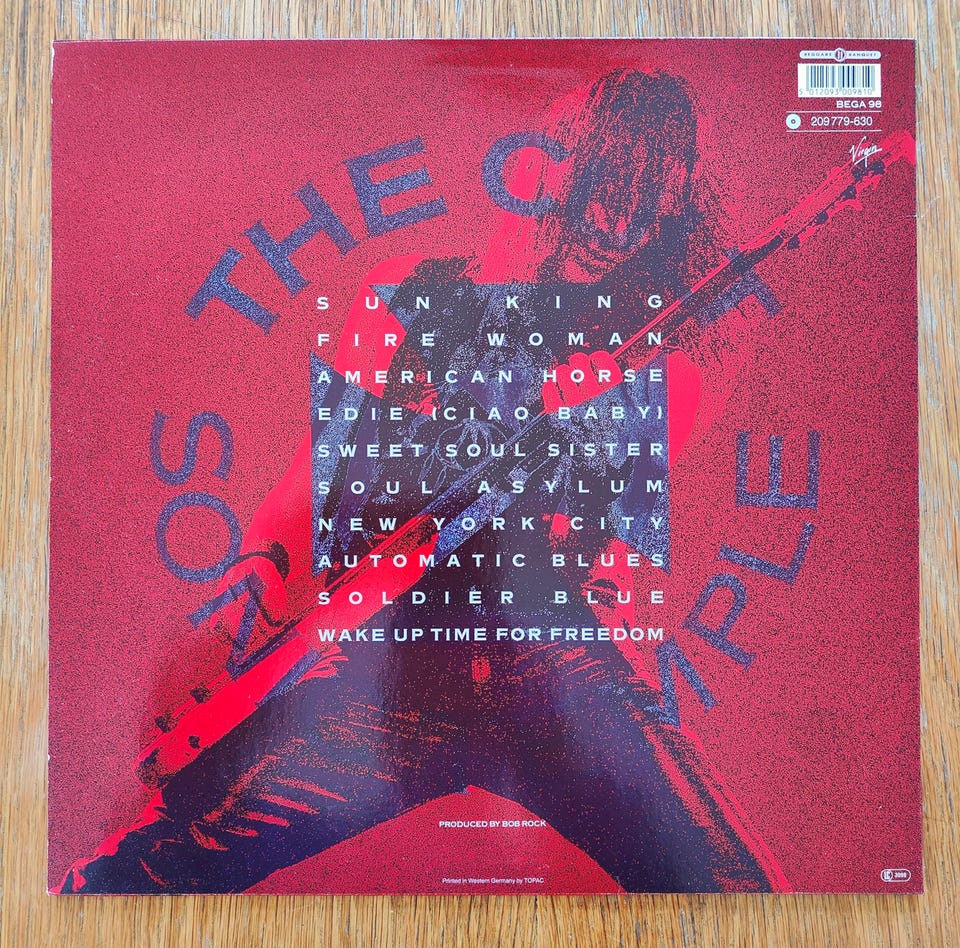 BEGGARS BANQUET
5 012093 009810
BEGA 98
209 779-630
Virgin
THE C T
SON MPLE
SUN KING
FIRE WOMAN
AMERICAN HORSE
EDIE (CIAO BABY)
SWEET SOUL SISTER
SOUL ASYLUM
NEW YORK CITY
AUTOMATIC BLUES
SOLDIER BLUE
WAKE UP TIME FOR FREEDOM
PRODUCED BY BOB ROCK
Printed in Western Germany by TOPAC
LC 3098